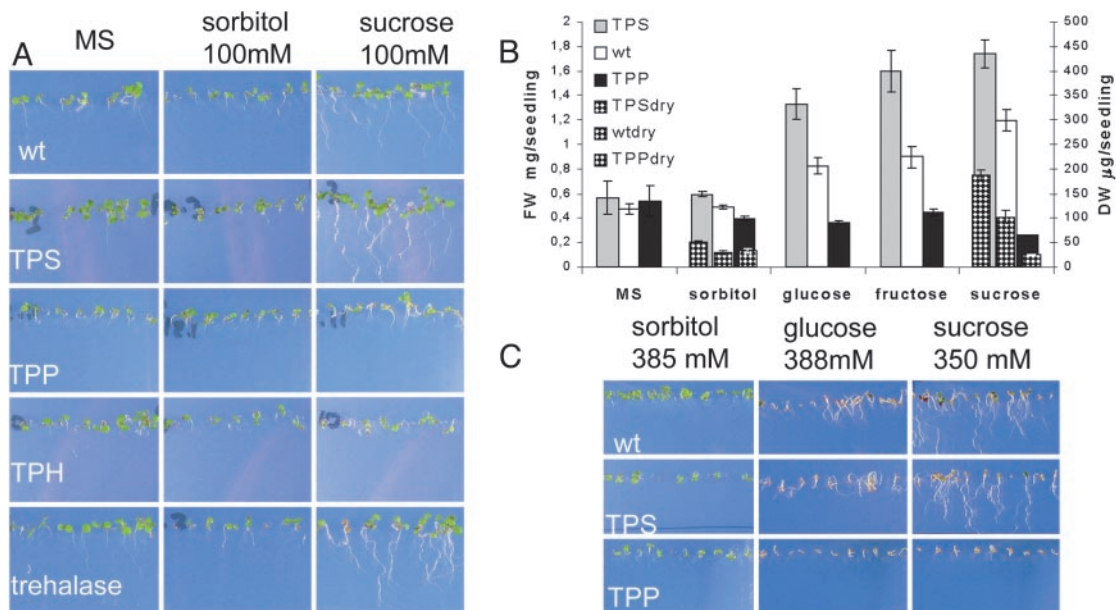 A
MS
sorbitol
100mM
sucrose
100mM
wt
TPS
TPP
TPH
trehalase
B
FW mg/seedling
2
1,8
1,6
1,4
1,2
1
0,8
0,6
0,4
0,2
0
TPS
wt
TPP
TPSdry
wtdry
TPPdry
500
450
400
350
300
250
200
150
100
50
0
DW µg/seedling
MS sorbitol glucose fructose sucrose
C
sorbitol
385 mM
glucose
388mM
sucrose
350 mM
wt
TPS
TPP